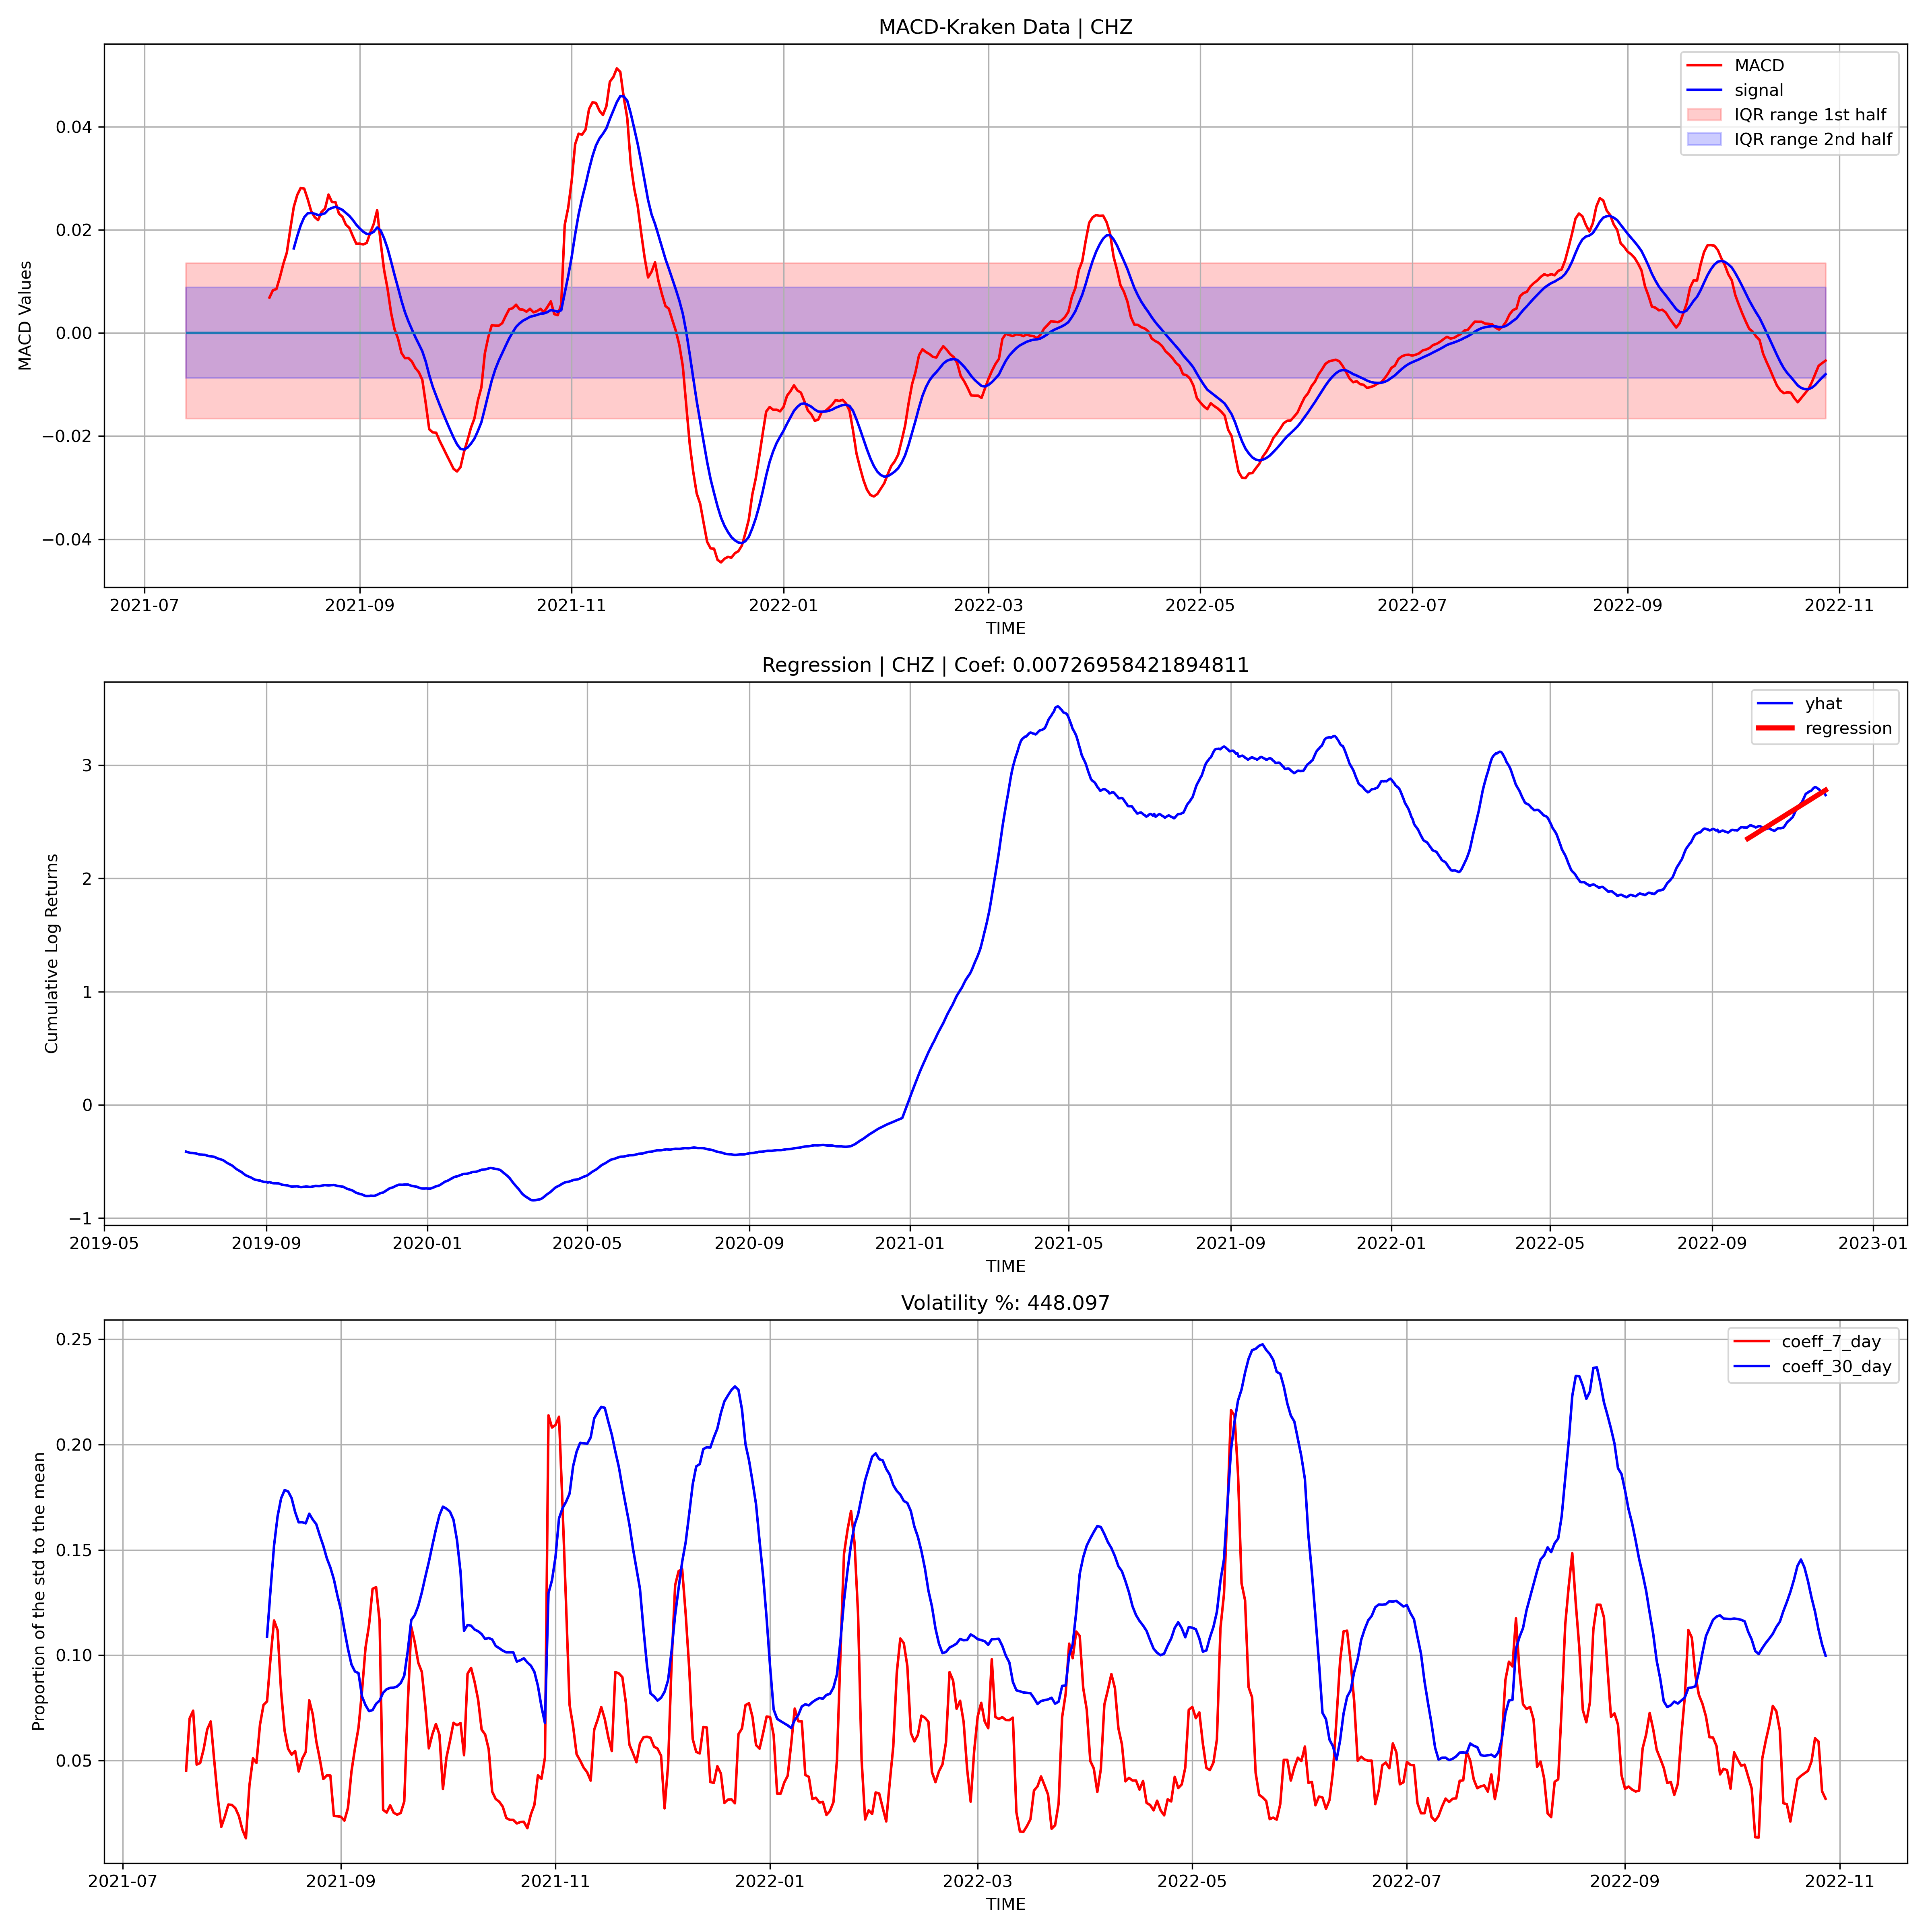 MACD-Kraken Data | CHZ
MACD Values
0.04
0.02
0.00
−0.02
−0.04
MACD
signal
IQR range 1st half
IQR range 2nd half
2021-07 2021-09 2021-11 2022-01 2022-03 2022-05 2022-07 2022-09 2022-11
TIME
Regression | CHZ | Coef: 0.00726958421894811
Cumulative Log Returns
3
2
1
0
−1
yhat
regression
2019-05 2019-09 2020-01 2020-05 2020-09 2021-01 2021-05 2021-09 2022-01 2022-05 2022-09 2023-01
TIME
Volatility %: 448.097
Proportion of the std to the mean
0.25
0.20
0.15
0.10
0.05
coeff_7_day
coeff_30_day
2021-07 2021-09 2021-11 2022-01 2022-03 2022-05 2022-07 2022-09 2022-11
TIME